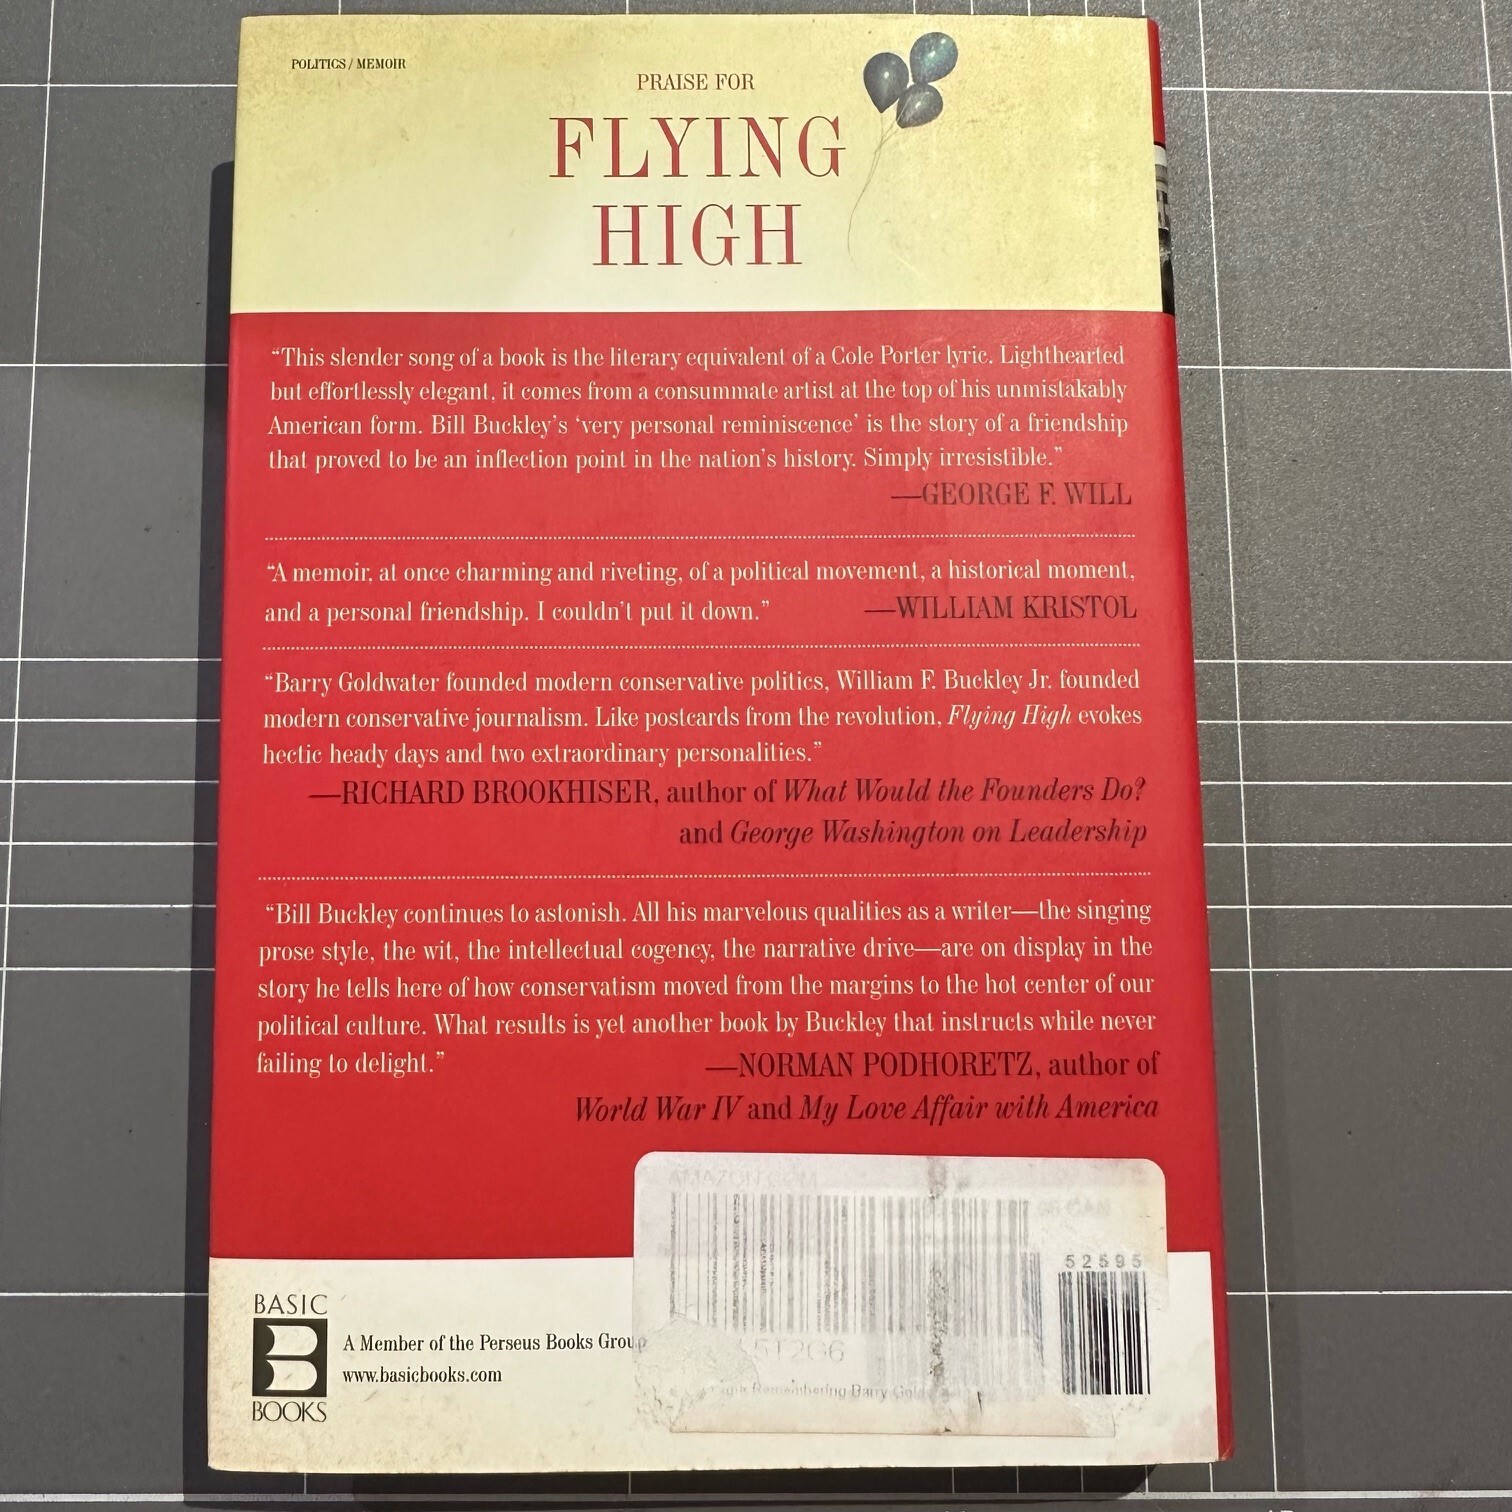 POLITICS / MEMOIR
PRAISE FOR
FLYING
HIGH
“This slender song of a book is the literary equivalent of a Cole Porter lyric. Lighthearted
but effortlessly elegant, it comes from a consummate artist at the top of his unmistakably
American form. Bill Buckley’s ‘very personal reminiscence’ is the story of a friendship
that proved to be an inflection point in the nation’s history. Simply irresistible.”
—GEORGE F. WILL
“A memoir, at once charming and riveting, of a political movement, a historical moment,
and a personal friendship. I couldn’t put it down.” —WILLIAM KRISTOL
“Barry Goldwater founded modern conservative politics, William F. Buckley Jr. founded
modern conservative journalism. Like postcards from the revolution, Flying High evokes
hectic heady days and two extraordinary personalities.”
—RICHARD BROOKHISER, author of What Would the Founders Do?
and George Washington on Leadership
“Bill Buckley continues to astonish. All his marvelous qualities as a writer—the singing
prose style, the wit, the intellectual cogency, the narrative drive—are on display in the
story he tells here of how conservatism moved from the margins to the hot center of our
political culture. What results is yet another book by Buckley that instructs while never
failing to delight.” —NORMAN PODHORETZ, author of
World War IV and My Love Affair with America
52595
BASIC
B
BOOKS
A Member of the Perseus Books Group
www.basicbooks.com
Remembering Barry